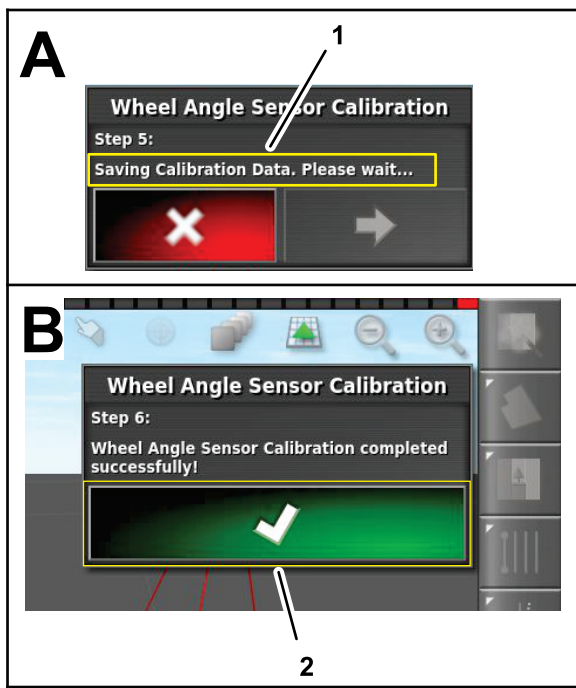 A
1
Wheel Angle Sensor Calibration
Step 5:
Saving Calibration Data. Please wait...
B
Wheel Angle Sensor Calibration
Step 6:
Wheel Angle Sensor Calibration completed
successfully!
2